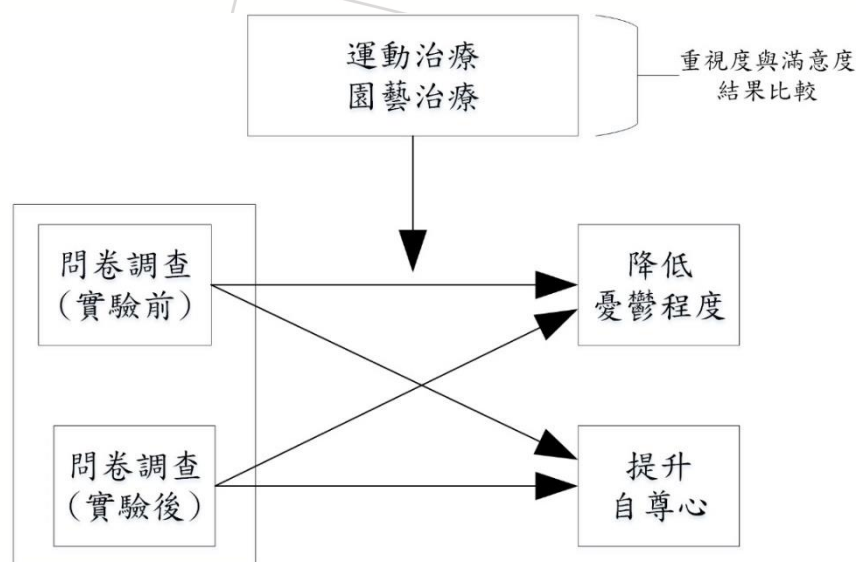 運動治療
園藝治療
重視度與滿意度
結果比較
問卷調查
(實驗前)
降低
憂鬱程度
問卷調查
(實驗後)
提升
自尊心